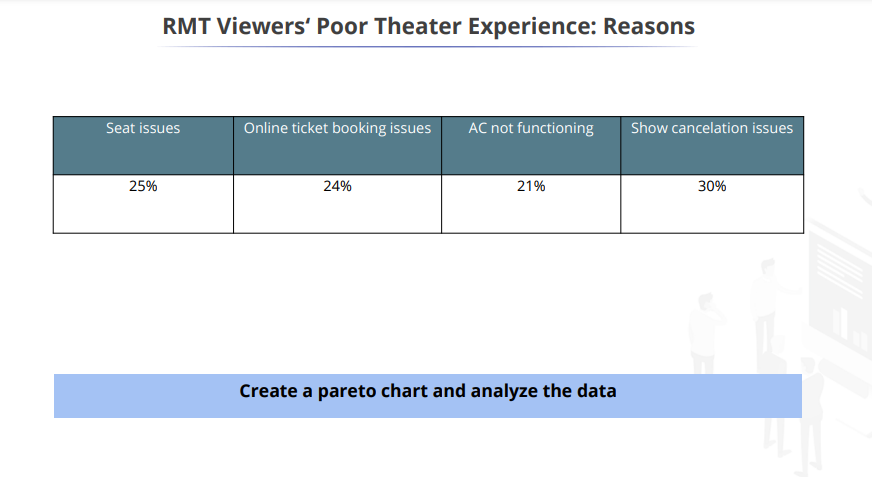 RMT Viewers‘ Poor Theater Experience: Reasons
Seat issues
Online ticket booking issues
AC not functioning
Show cancelation issues
25%
24%
21%
30%
Create a pareto chart and analyze the data